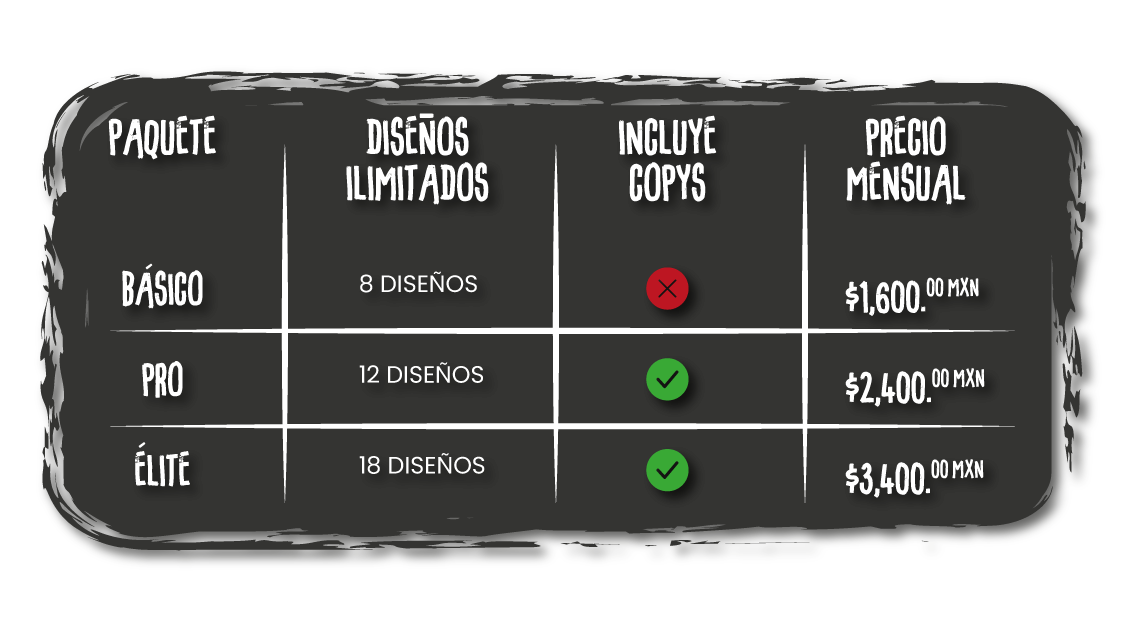 PAQUETE
DISEÑOS
ILIMITADOS
INCLUYE
COPYS
PRECIO
MENSUAL
BÁSICO
8 DISEÑOS
$1,600.00 MXN
PRO
12 DISEÑOS
$2,400.00 MXN
ÉLITE
18 DISEÑOS
$3,400.00 MXN